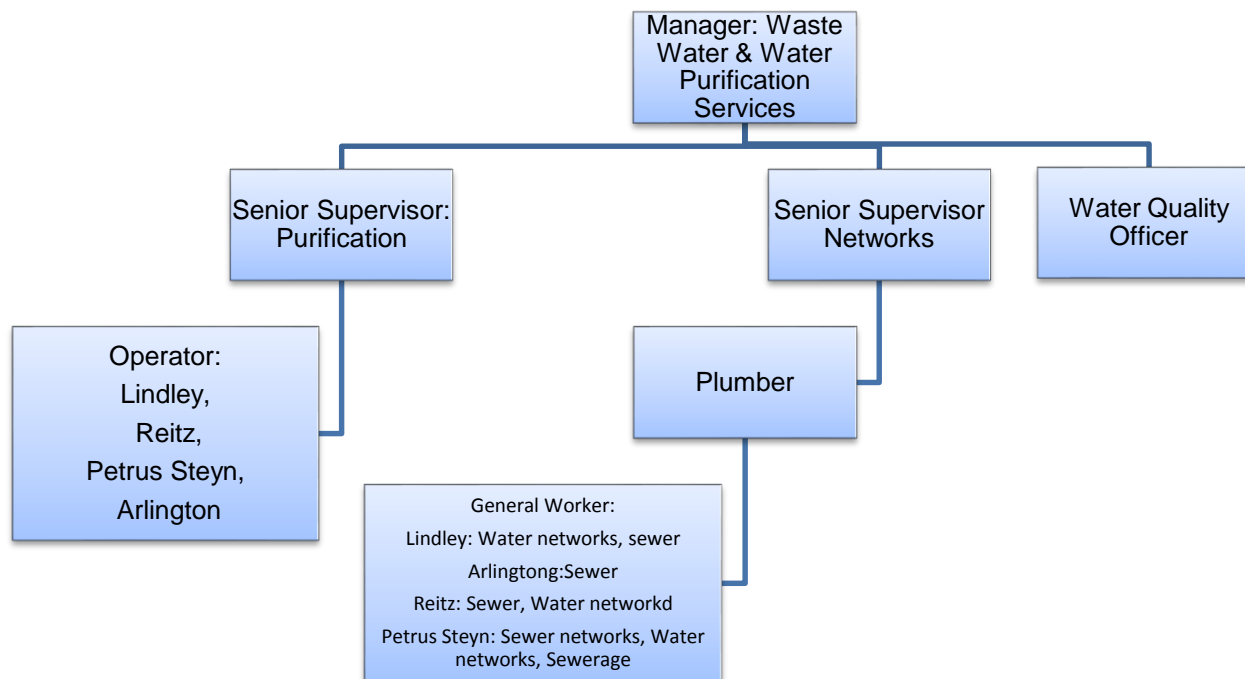 Manager: Waste
Water & Water
Purification
Services
Senior Supervisor:
Purification
Senior Supervisor
Networks
Water Quality
Officer
Operator:
Lindley,
Reitz,
Petrus Steyn,
Arlington
Plumber
General Worker:
Lindley: Water networks, sewer
Arlingtong:Sewer
Reitz: Sewer, Water networkd
Petrus Steyn: Sewer networks, Water
networks, Sewerage